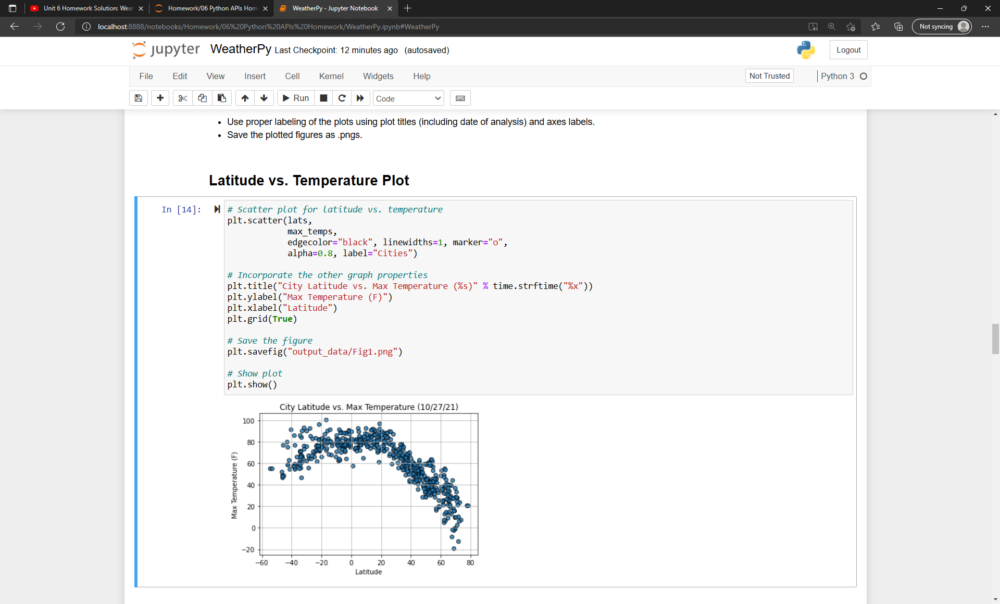 Unit 6 Homework Solution: Wea
Homework/06 Python APIs Hom
WeatherPy - Jupyter Notebook
localhost:8888/notebooks/Homework/06%20Python%20APIs%20Homework/WeatherPy.ipynb#WeatherPy
Not syncing
jupyter WeatherPy Last Checkpoint: 12 minutes ago (autosaved)
Logout
File Edit View Insert Cell Kernel Widgets Help
Not Trusted
Python 3
Run
Code
• Use proper labeling of the plots using plot titles (including date of analysis) and axes labels.
• Save the plotted figures as .pngs.
Latitude vs. Temperature Plot
In [14]:
# Scatter plot for latitude vs. temperature
plt.scatter(lats,
            max_temps,
            edgecolor="black", linewidths=1, marker="o",
            alpha=0.8, label="Cities")
# Incorporate the other graph properties
plt.title("City Latitude vs. Max Temperature (%s)" % time.strftime("%x"))
plt.ylabel("Max Temperature (F)")
plt.xlabel("Latitude")
plt.grid(True)
# Save the figure
plt.savefig("output_data/Fig1.png")
# Show plot
plt.show()
City Latitude vs. Max Temperature (10/27/21)
Max Temperature (F)
100
80
60
40
20
0
−20
−60 −40 −20 0 20 40 60 80
Latitude